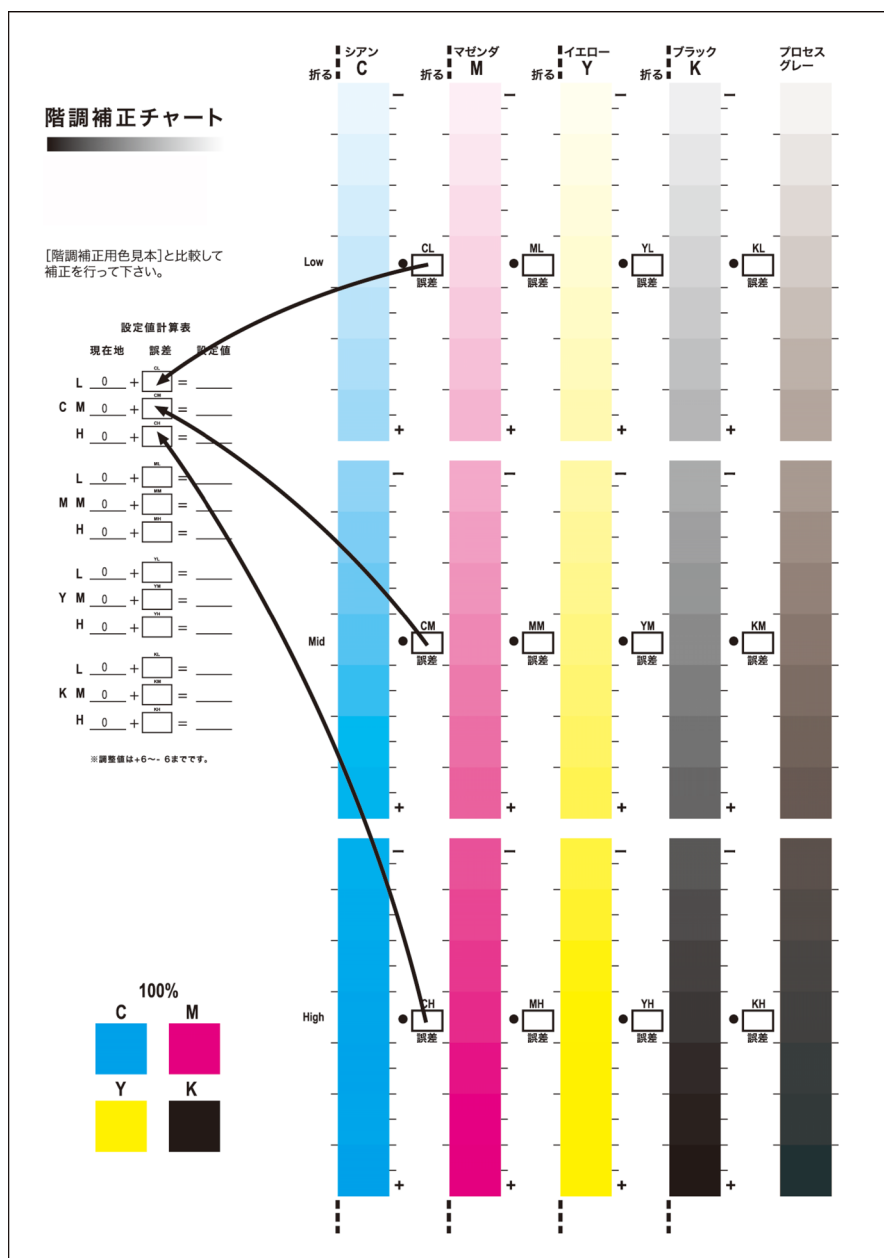 シアン マゼンダ イエロー ブラック プロセス
折る C 折る M 折る Y 折る K グレー
階調補正チャート
[階調補正用色見本]と比較して
補正を行って下さい。
CL ML YL KL
Low
誤差 誤差 誤差 誤差
設定値計算表
現在地 誤差 設定値
CL
L 0 + =
CM
C M 0 + =
CH
H 0 + =
ML
L 0 + =
MM
M M 0 + =
MH
H 0 + =
YL
L 0 + =
YM
Y M 0 + =
YH
H 0 + =
KL
L 0 + =
KM
K M 0 + =
KH
H 0 + =
※調整値は+6〜-6までです。
CM MM YM KM
Mid
誤差 誤差 誤差 誤差
100%
C M
Y K
CH MH YH KH
High
誤差 誤差 誤差 誤差